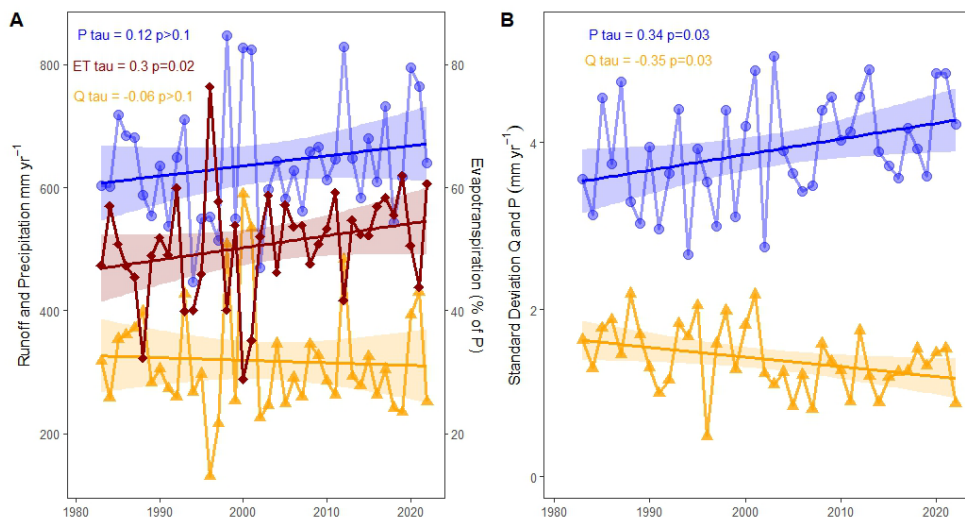 A
P tau = 0.12 p>0.1
ET tau = 0.3 p=0.02
Q tau = -0.06 p>0.1
Runoff and Precipitation mm yr⁻¹
800
600
400
200
80
60
40
20
Evapotranspiration (% of P)
1980
1990
2000
2010
2020
B
P tau = 0.34 p=0.03
Q tau = -0.35 p=0.03
Standard Deviation Q and P (mm yr⁻¹)
4
2
0
1980
1990
2000
2010
2020